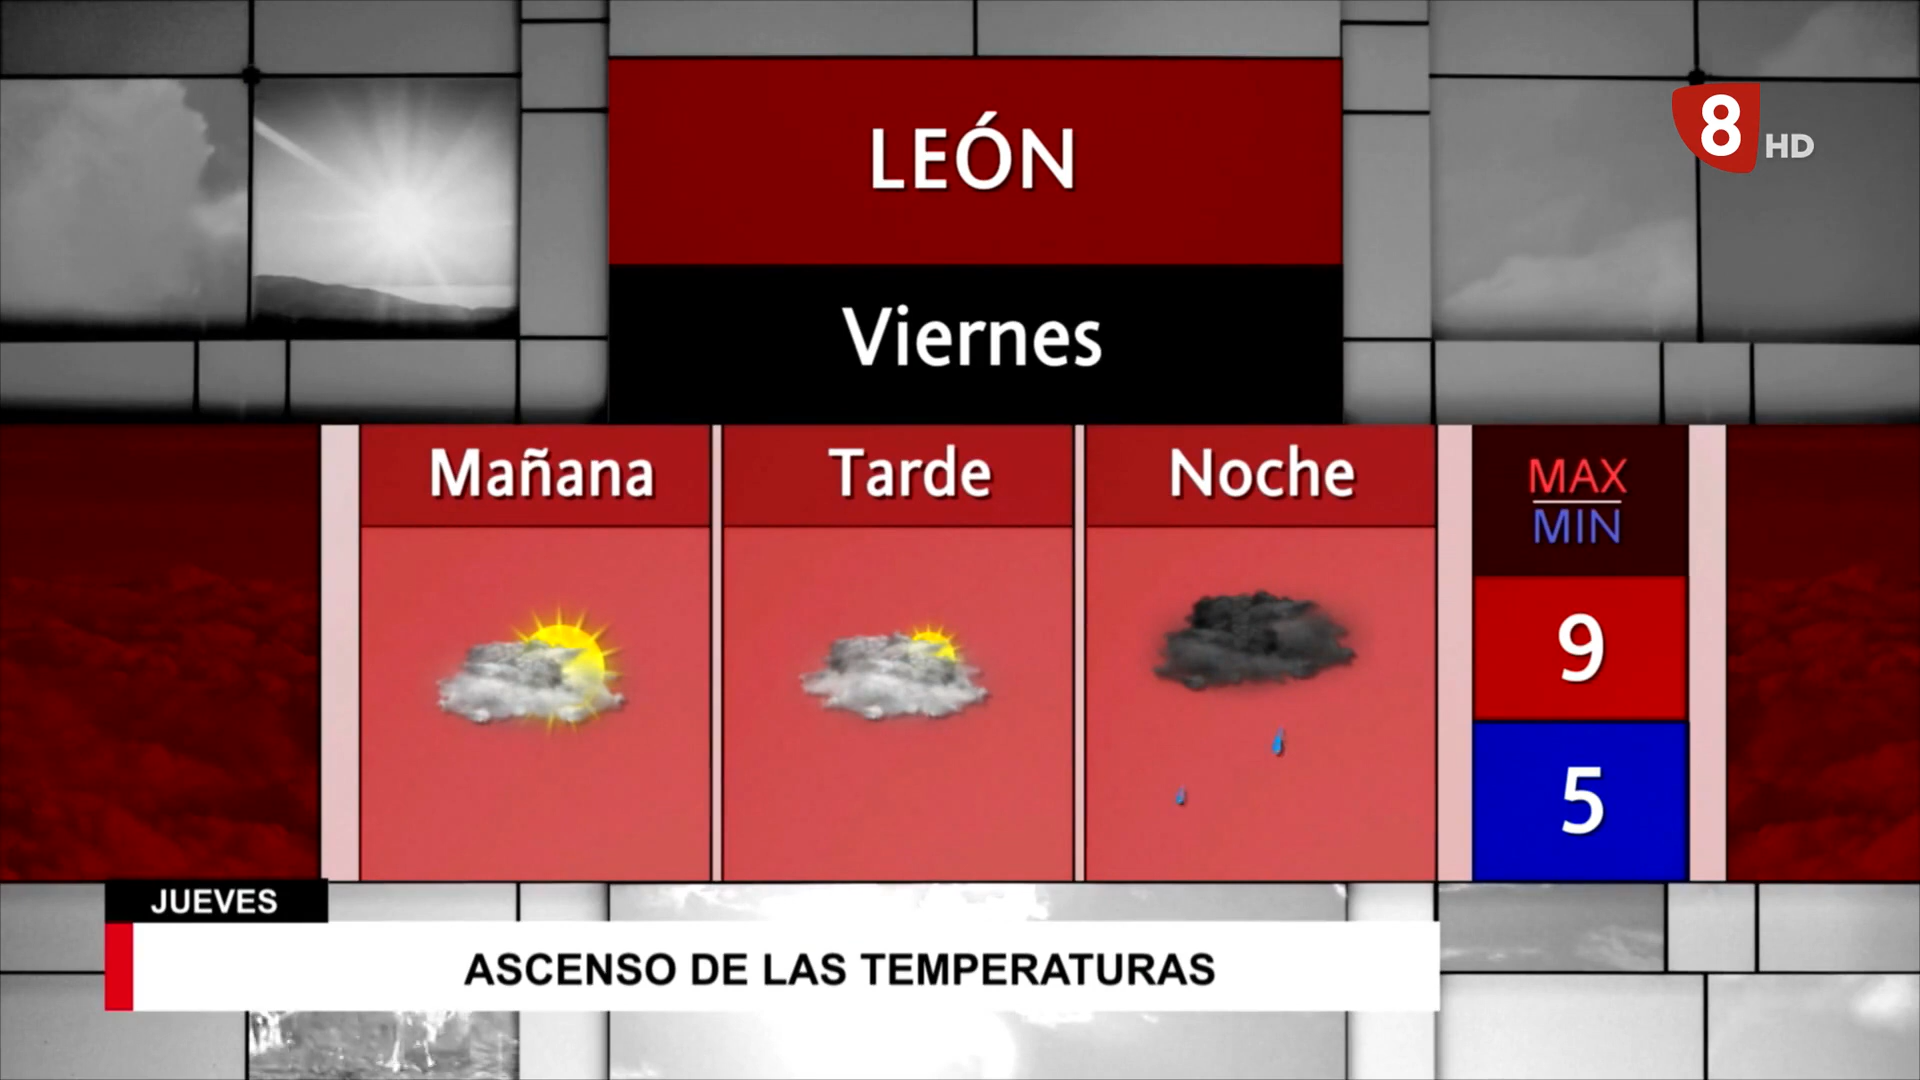 LEÓN
8 HD
Viernes
Mañana
Tarde
Noche
MAX
MIN
9
5
JUEVES
ASCENSO DE LAS TEMPERATURAS